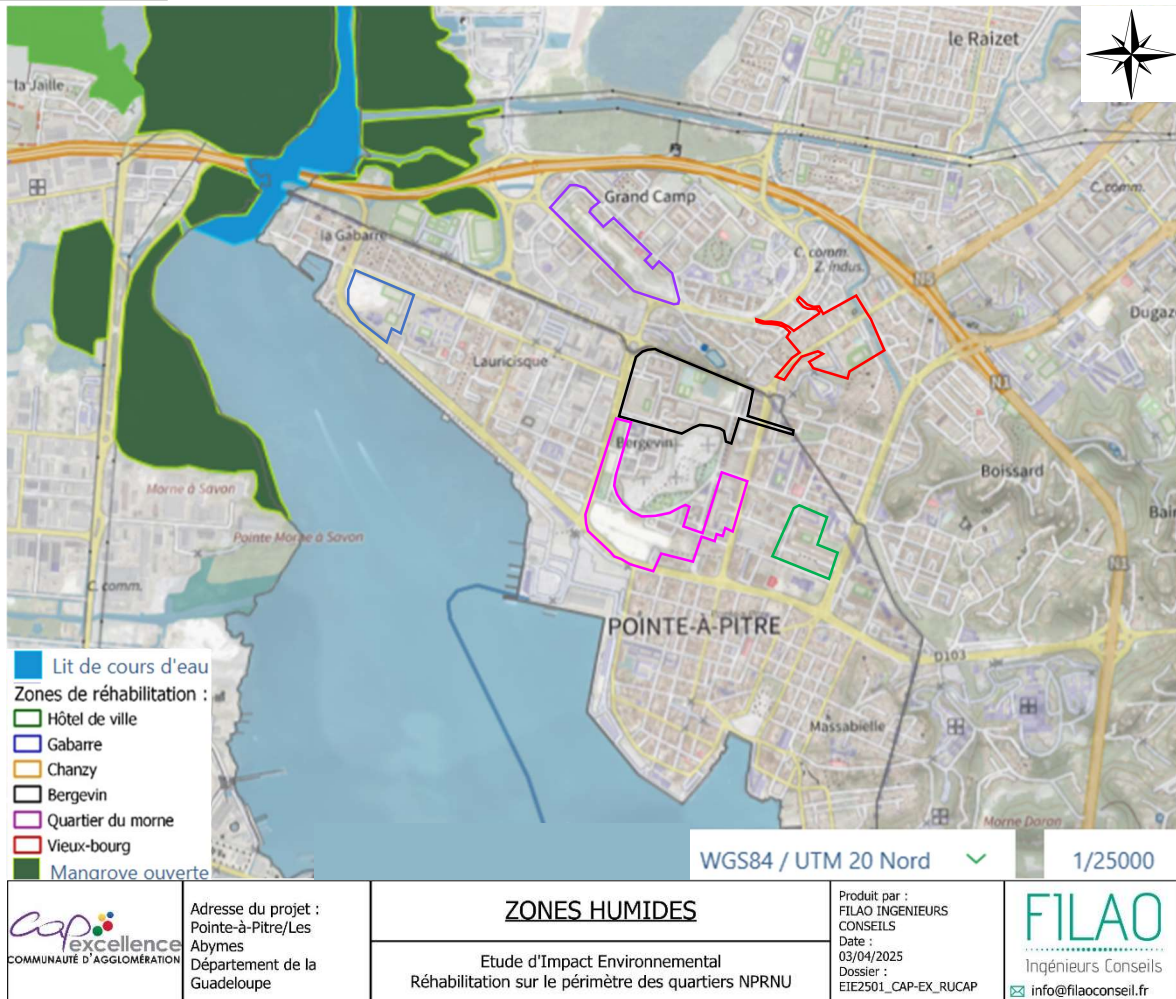 le Raizet
la Jaille
C. comm.
Grand Camp
la Gabarre
C. comm.
Z. indus.
N5
Dugaz
Lauricisque
N1
Bergevin
Boissard
Morne à Savon
Bai
Pointe Morne à Savon
N1
C. comm.
POINTE-À-PITRE
D103
Massabielle
Morne Daran
Lit de cours d'eau
Zones de réhabilitation :
Hôtel de ville
Gabarre
Chanzy
Bergevin
Quartier du morne
Vieux-bourg
Mangrove ouverte
WGS84 / UTM 20 Nord
1/25000
Cap excellence
COMMUNAUTÉ D'AGGLOMÉRATION
Adresse du projet :
Pointe-à-Pitre/Les
Abymes
Département de la
Guadeloupe
ZONES HUMIDES
Etude d'Impact Environnemental
Réhabilitation sur le périmètre des quartiers NPRNU
Produit par :
FILAO INGENIEURS
CONSEILS
Date :
03/04/2025
Dossier :
EIE2501_CAP-EX_RUCAP
FILAO
Ingénieurs Conseils
info@filaoconseil.fr